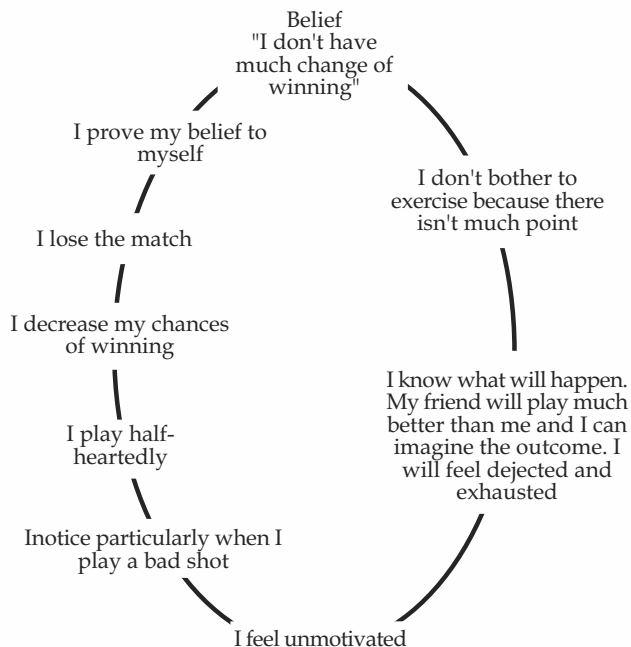 Belief
"I don't have
much change of
winning"
I don't bother to
exercise because there
isn't much point
I know what will happen.
My friend will play much
better than me and I can
imagine the outcome. I
will feel dejected and
exhausted
I feel unmotivated
Inotice particularly when I
play a bad shot
I play half-
heartedly
I decrease my chances
of winning
I lose the match
I prove my belief to
myself